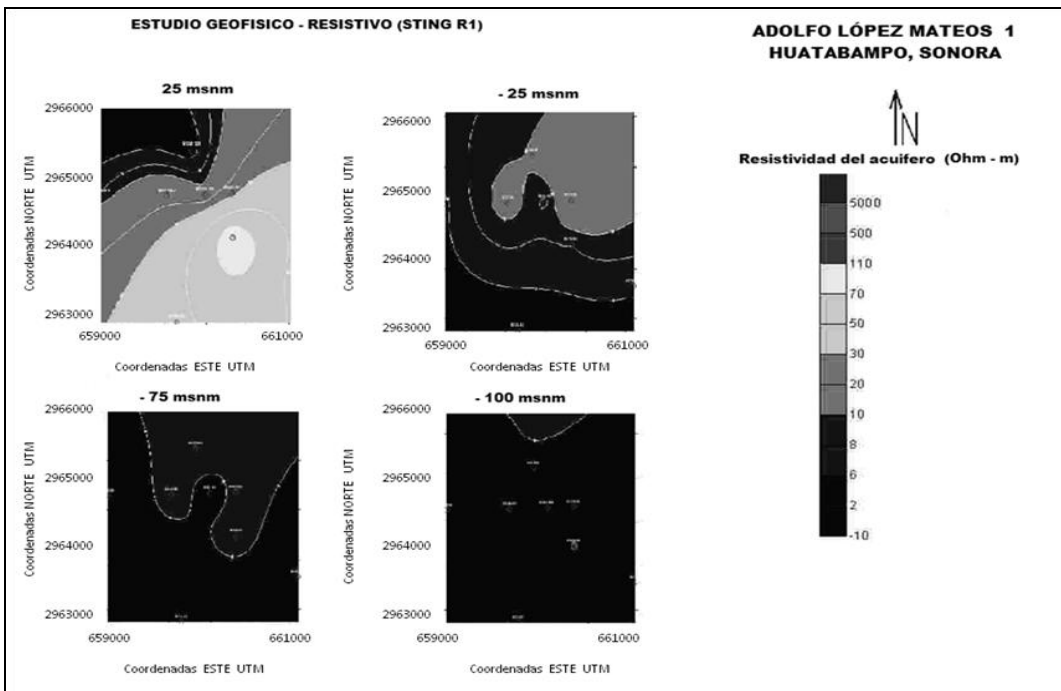 ESTUDIO GEOFISICO - RESISTIVO (STING R1)
ADOLFO LÓPEZ MATEOS 1
HUATABAMPO, SONORA
25 msnm
2966000
2965000
2964000
2963000
Coordenadas NORTE UTM
659000
661000
Coordenadas ESTE UTM
- 25 msnm
2966000
2965000
2964000
2963000
Coordenadas NORTE UTM
659000
661000
Coordenadas ESTE UTM
N
Resistividad del acuifero (Ohm - m)
5000
500
110
70
50
30
20
10
8
6
2
-10
- 75 msnm
2966000
2965000
2964000
2963000
Coordenadas NORTE UTM
659000
661000
Coordenadas ESTE UTM
- 100 msnm
2966000
2965000
2964000
2963000
Coordenadas NORTE UTM
659000
661000
Coordenadas ESTE UTM